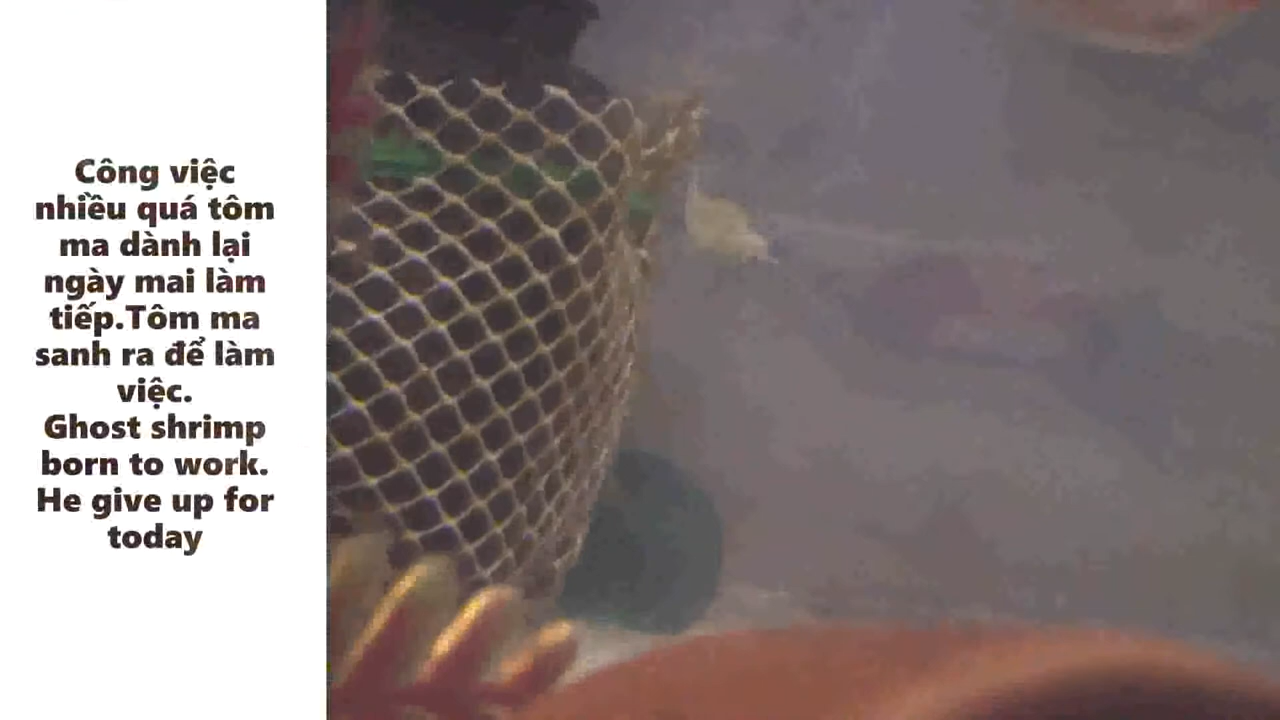 Công việc
nhiều quá tôm
ma dành lại
ngày mai làm
tiếp.Tôm ma
sanh ra để làm
việc.
Ghost shrimp
born to work.
He give up for
today